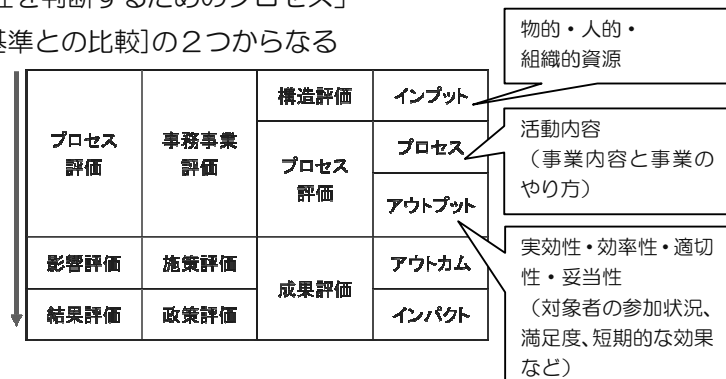 性を判断するためのプロセス」
基準との比較]の２つからなる
物的・人的・
組織的資源
構造評価 インプット
プロセス
評価
事務事業
評価
プロセス
評価
プロセス
アウトプット
活動内容
（事業内容と事業の
やり方）
影響評価 施策評価 成果評価 アウトカム
結果評価 政策評価 インパクト
実効性・効率性・適切
性・妥当性
（対象者の参加状況、
満足度、短期的な効果
など）